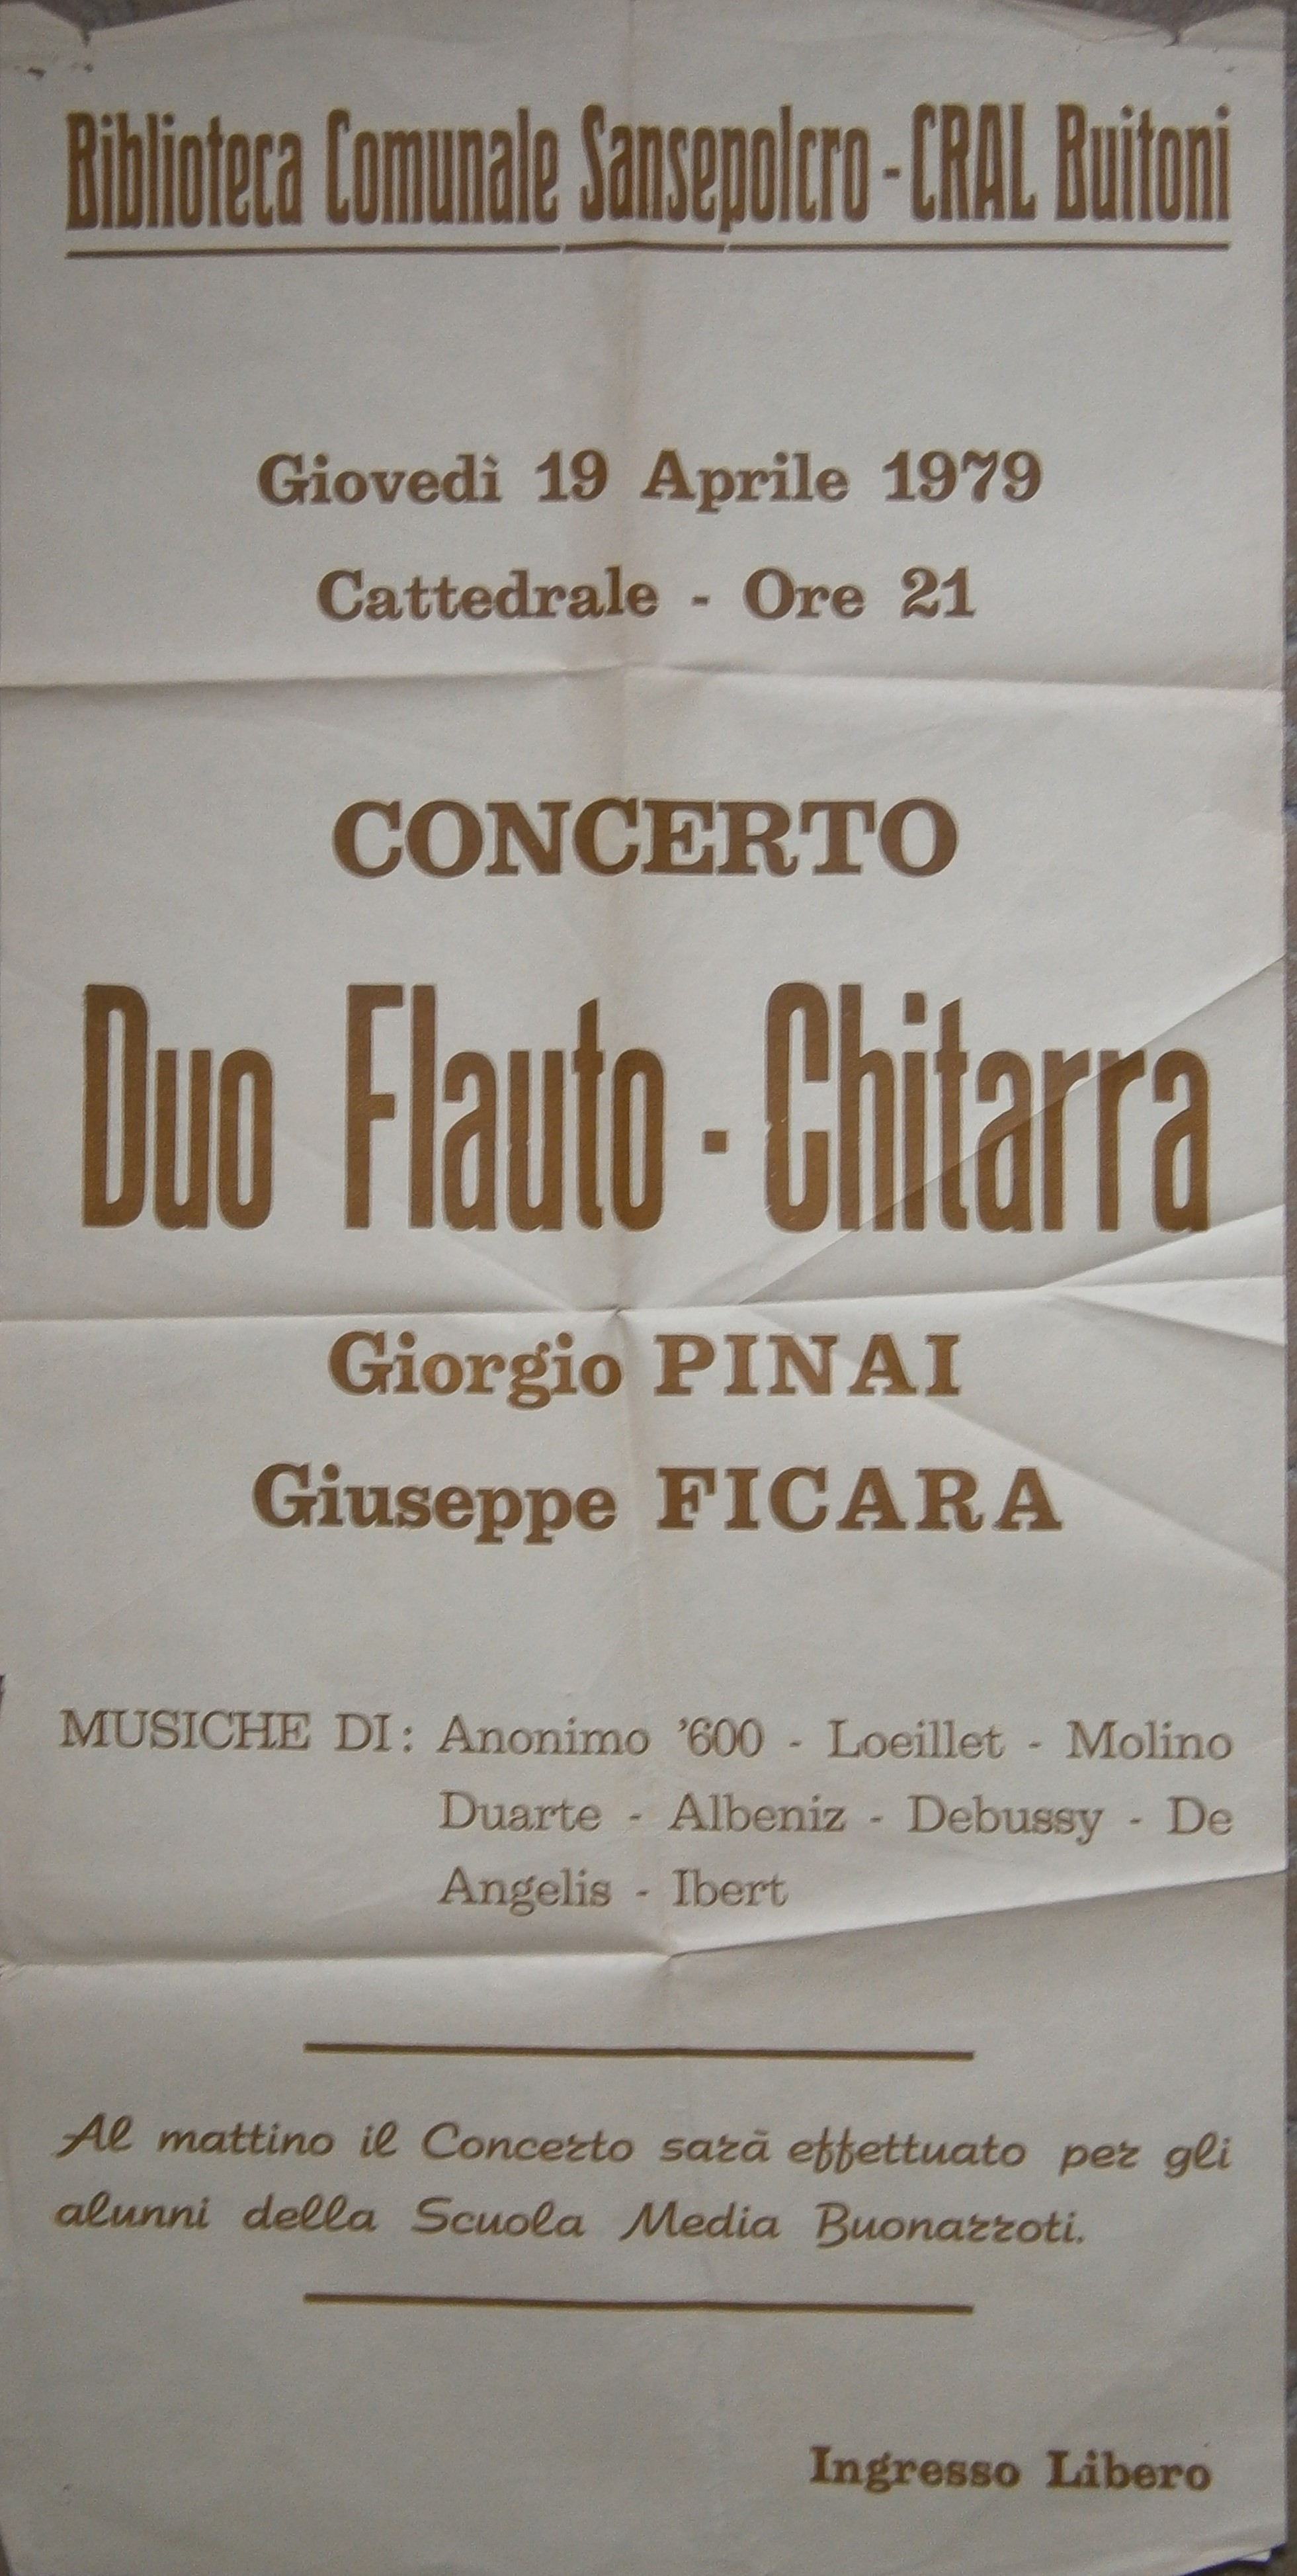 Biblioteca Comunale Sansepolcro - CRAL Buitoni
Giovedì 19 Aprile 1979
Cattedrale - Ore 21
CONCERTO
Duo Flauto - Chitarra
Giorgio PINAI
Giuseppe FICARA
MUSICHE DI: Anonimo '600 - Loeillet - Molino
Duarte - Albeniz - Debussy - De
Angelis - Ibert
Al mattino il Concerto sarà effettuato per gli
alunni della Scuola Media Buonarroti.
Ingresso Libero